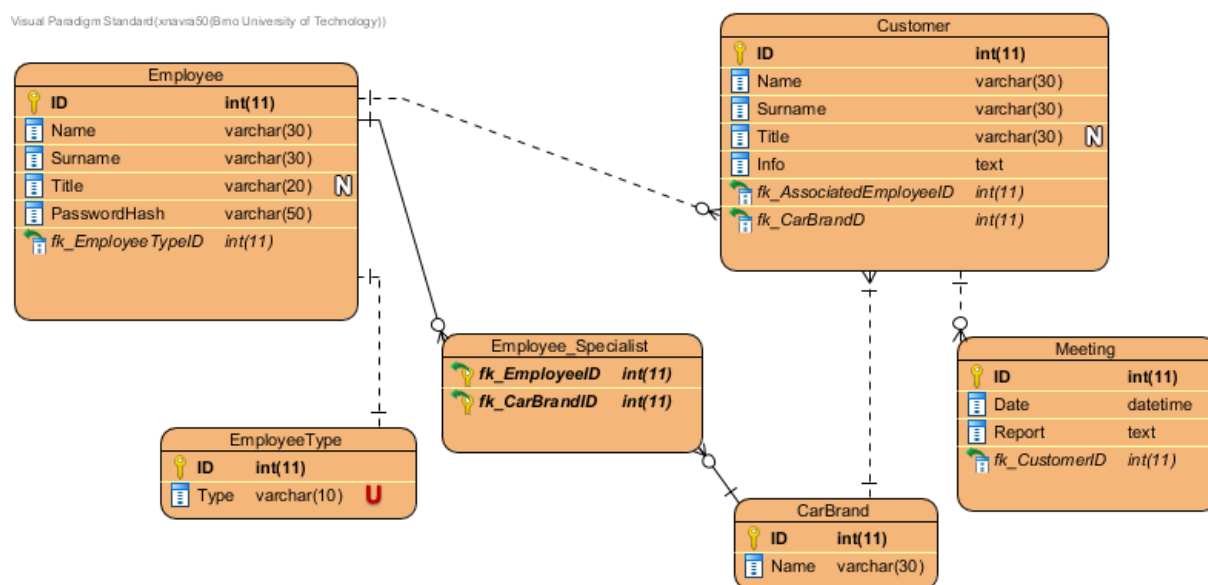 Visual Paradigm Standard(xnavra50(Brno University of Technology))
Employee
ID int(11)
Name varchar(30)
Surname varchar(30)
Title varchar(20) N
PasswordHash varchar(50)
fk_EmployeeTypeID int(11)
Customer
ID int(11)
Name varchar(30)
Surname varchar(30)
Title varchar(30) N
Info text
fk_AssociatedEmployeeID int(11)
fk_CarBrandD int(11)
Employee_Specialist
fk_EmployeeID int(11)
fk_CarBrandID int(11)
Meeting
ID int(11)
Date datetime
Report text
fk_CustomerID int(11)
EmployeeType
ID int(11)
Type varchar(10) U
CarBrand
ID int(11)
Name varchar(30)